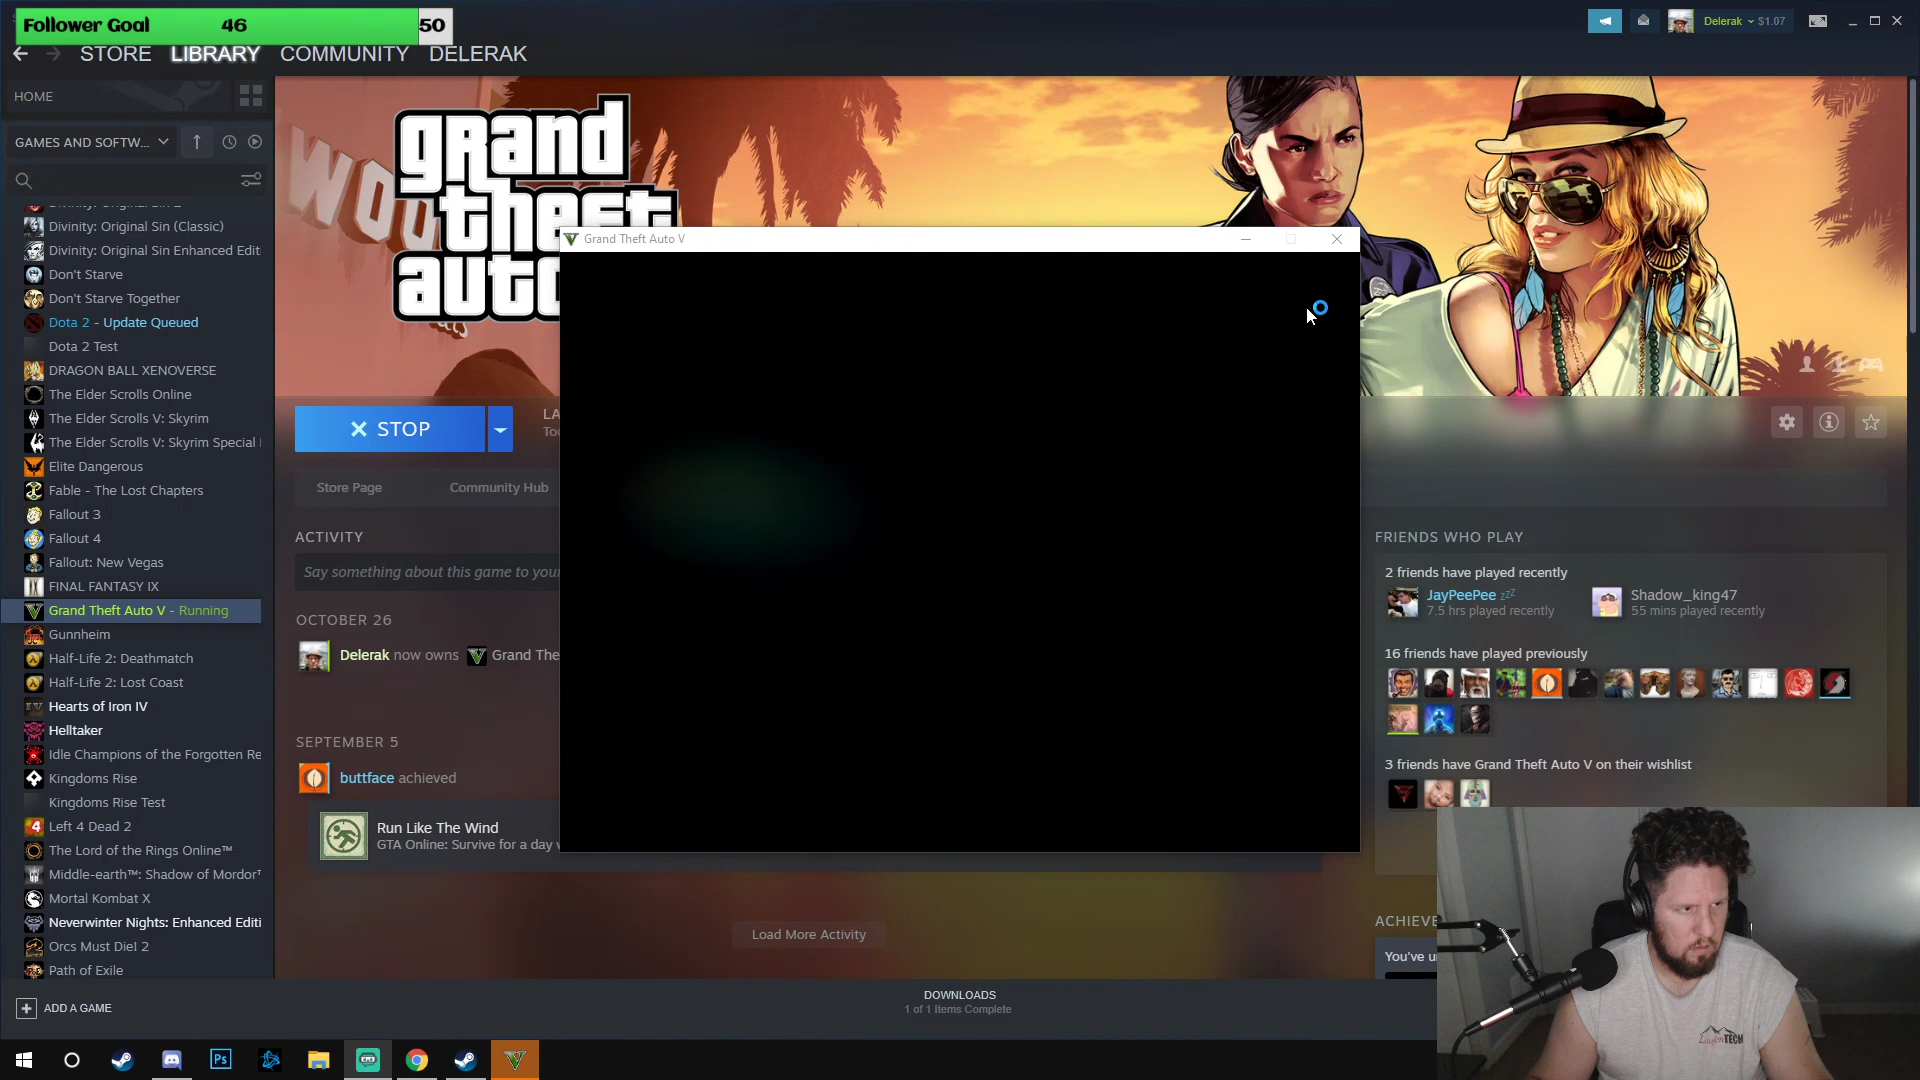 Follower Goal 46 50
Delerak $1.07
STORE LIBRARY COMMUNITY DELERAK
HOME
GAMES AND SOFTW...
Divinity: Original Sin (Classic)
Divinity: Original Sin Enhanced Edit
Don't Starve
Don't Starve Together
Dota 2 - Update Queued
Dota 2 Test
DRAGON BALL XENOVERSE
The Elder Scrolls Online
The Elder Scrolls V: Skyrim
The Elder Scrolls V: Skyrim Special
Elite Dangerous
Fable - The Lost Chapters
Fallout 3
Fallout 4
Fallout: New Vegas
FINAL FANTASY IX
Grand Theft Auto V - Running
Gunnheim
Half-Life 2: Deathmatch
Half-Life 2: Lost Coast
Hearts of Iron IV
Helltaker
Idle Champions of the Forgotten Re
Kingdoms Rise
Kingdoms Rise Test
Left 4 Dead 2
The Lord of the Rings Online™
Middle-earth™: Shadow of Mordor™
Mortal Kombat X
Neverwinter Nights: Enhanced Editi
Orcs Must Die! 2
Path of Exile
ADD A GAME
grand
theft
auto
Grand Theft Auto V
STOP
LA
Store Page
Community Hub
ACTIVITY
Say something about this game to your
OCTOBER 26
Delerak now owns Grand The
SEPTEMBER 5
buttface achieved
Run Like The Wind
GTA Online: Survive for a day
Load More Activity
FRIENDS WHO PLAY
2 friends have played recently
JayPeePee zzZ
7.5 hrs played recently
Shadow_king47
55 mins played recently
16 friends have played previously
3 friends have Grand Theft Auto V on their wishlist
ACHIEVE
You've u
DOWNLOADS
1 of 1 Items Complete
Ps